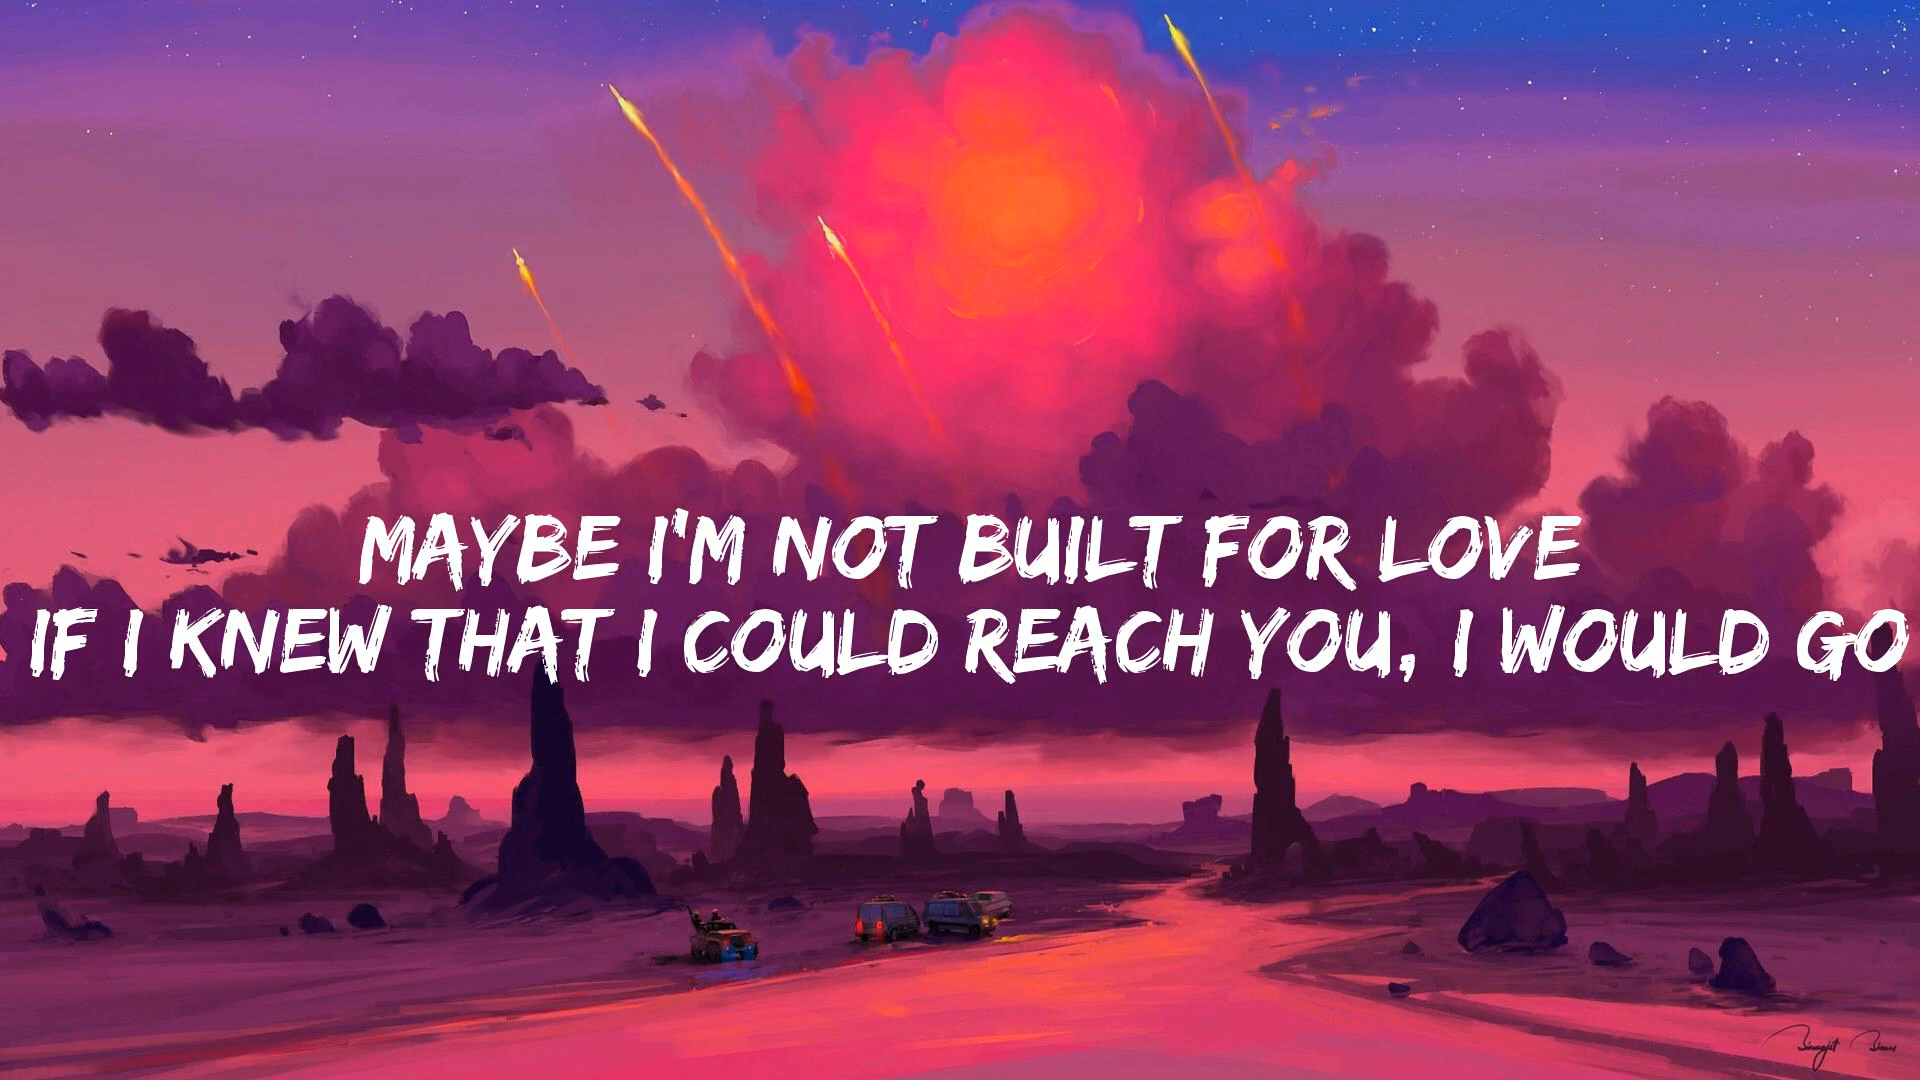 MAYBE I'M NOT BUILT FOR LOVE
IF I KNEW THAT I COULD REACH YOU, I WOULD GO